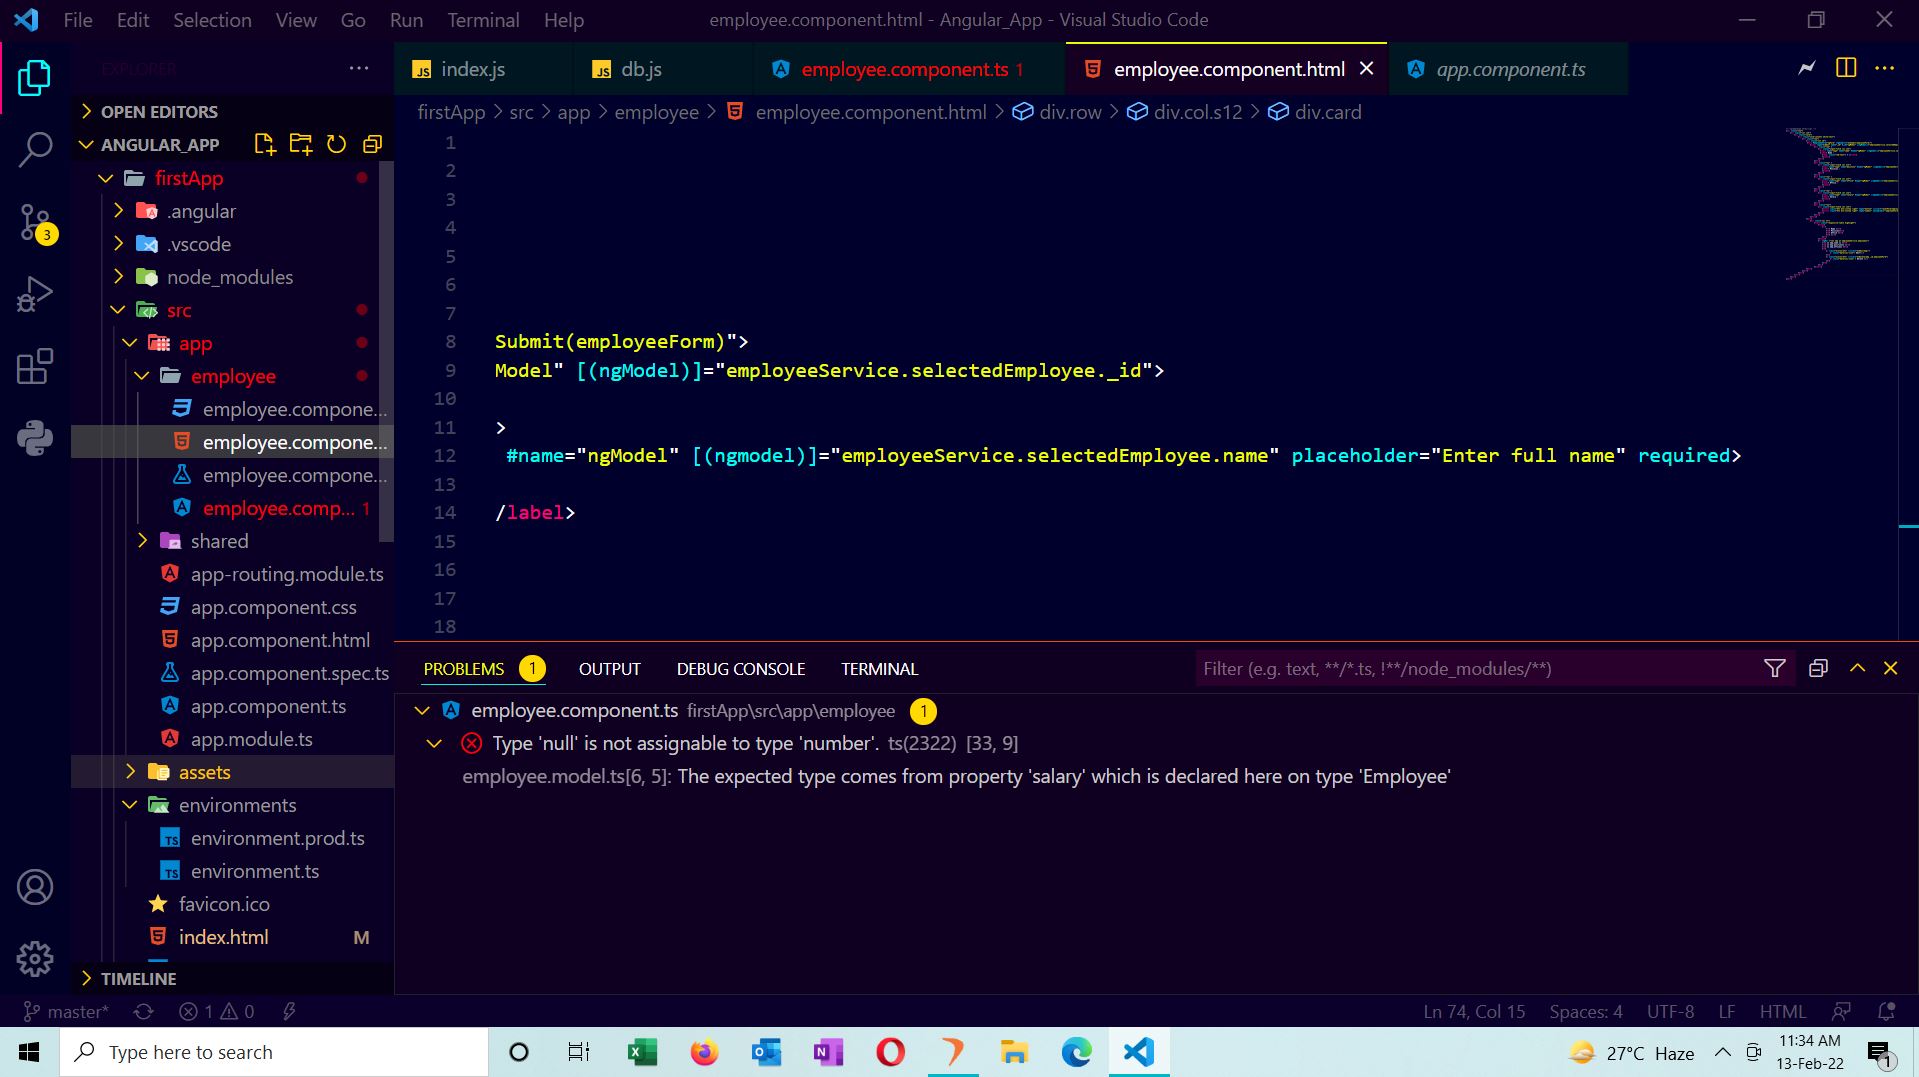 File Edit Selection View Go Run Terminal Help employee.component.html - Angular_App - Visual Studio Code
EXPLORER
index.js db.js employee.component.ts 1 employee.component.html app.component.ts
firstApp > src > app > employee > employee.component.html > div.row > div.col.s12 > div.card
OPEN EDITORS
ANGULAR_APP
firstApp
.angular
.vscode
3
node_modules
src
app
employee
employee.compone...
employee.compone...
employee.compone...
employee.comp... 1
shared
app-routing.module.ts
app.component.css
app.component.html
app.component.spec.ts
app.component.ts
app.module.ts
assets
environments
environment.prod.ts
environment.ts
favicon.ico
index.html M
TIMELINE
1
2
3
4
5
6
7
8 Submit(employeeForm)">
9 Model" [(ngModel)]="employeeService.selectedEmployee._id">
10
11 >
12 #name="ngModel" [(ngmodel)]="employeeService.selectedEmployee.name" placeholder="Enter full name" required>
13
14 /label>
15
16
17
18
PROBLEMS 1 OUTPUT DEBUG CONSOLE TERMINAL Filter (e.g. text, **/*.ts, !**/node_modules/**)
employee.component.ts firstApp\src\app\employee 1
Type 'null' is not assignable to type 'number'. ts(2322) [33, 9]
employee.model.ts[6, 5]: The expected type comes from property 'salary' which is declared here on type 'Employee'
master* 1 0 Ln 74, Col 15 Spaces: 4 UTF-8 LF HTML
Type here to search 27°C Haze 11:34 AM
13-Feb-22 1